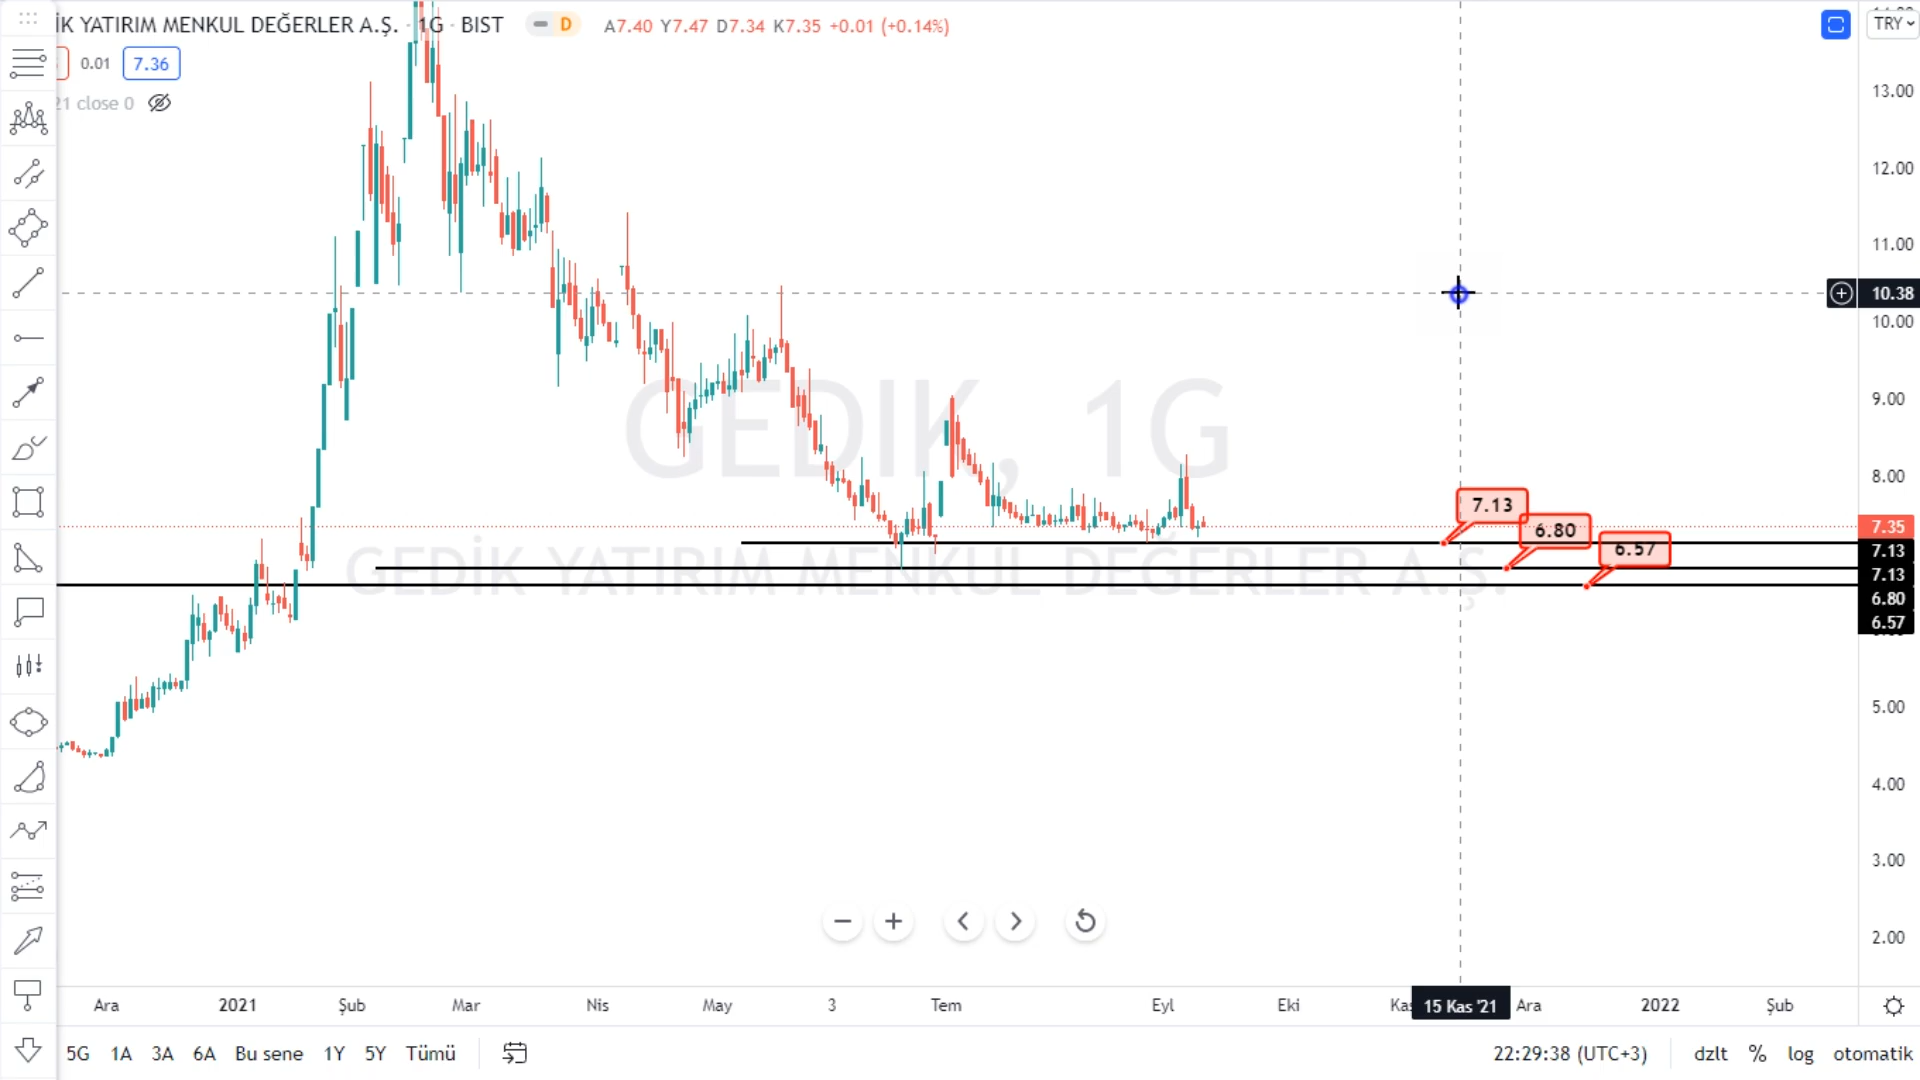 İK YATIRIM MENKUL DEĞERLER A.Ş. · 1G · BIST D A7.40 Y7.47 D7.34 K7.35 +0.01 (+0.14%)
TRY
0.01 7.36
21 close 0
13.00
12.00
11.00
10.38
10.00
9.00
8.00
7.35
7.13
7.13
6.80
6.57
5.00
4.00
3.00
2.00
GEDIK, 1G
GEDİK YATIRIM MENKUL DEĞERLER A.Ş.
7.13
6.80
6.57
Ara 2021 Şub Mar Nis May 3 Tem Eyl Eki Kas 15 Kas '21 Ara 2022 Şub
5G 1A 3A 6A Bu sene 1Y 5Y Tümü 22:29:38 (UTC+3) dzlt % log otomatik